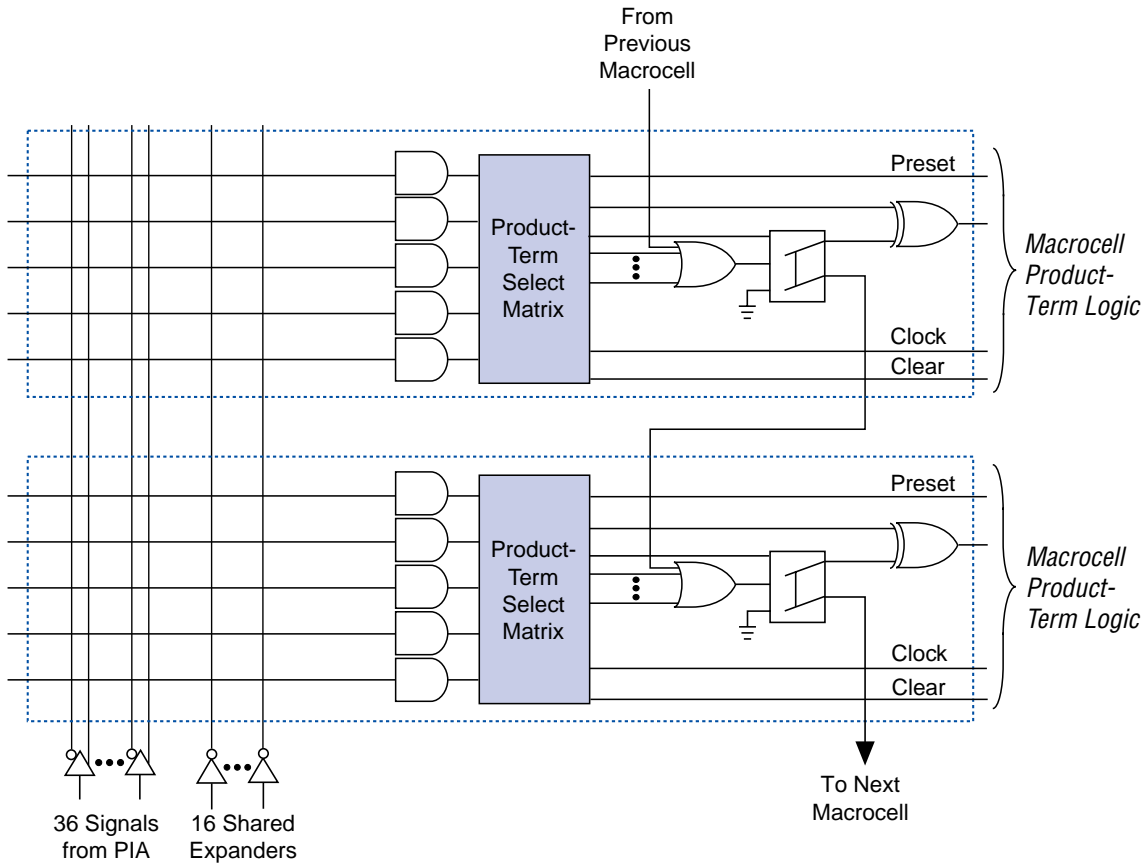 From
Previous
Macrocell
Preset
Product-
Term
Select
Matrix
Macrocell
Product-
Term Logic
Clock
Clear
Preset
Product-
Term
Select
Matrix
Macrocell
Product-
Term Logic
Clock
Clear
To Next
Macrocell
36 Signals
from PIA
16 Shared
Expanders